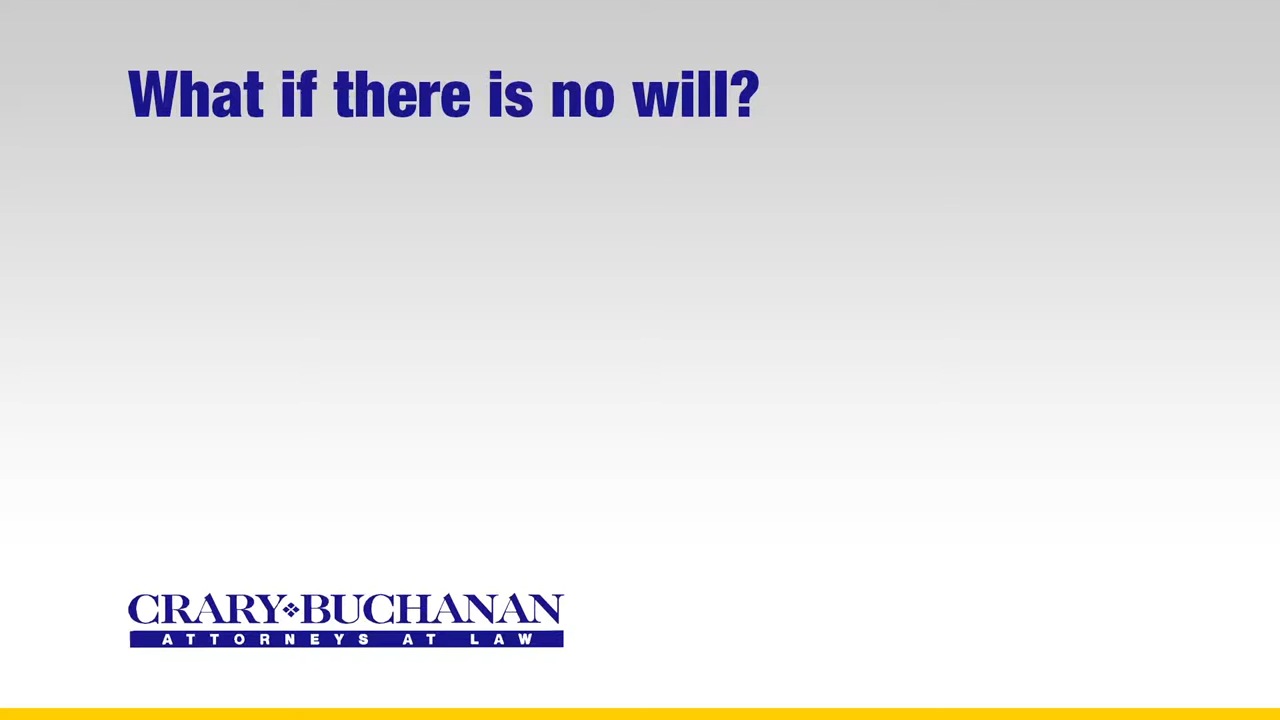 What if there is no will?
CRARY❖BUCHANAN
ATTORNEYS AT LAW